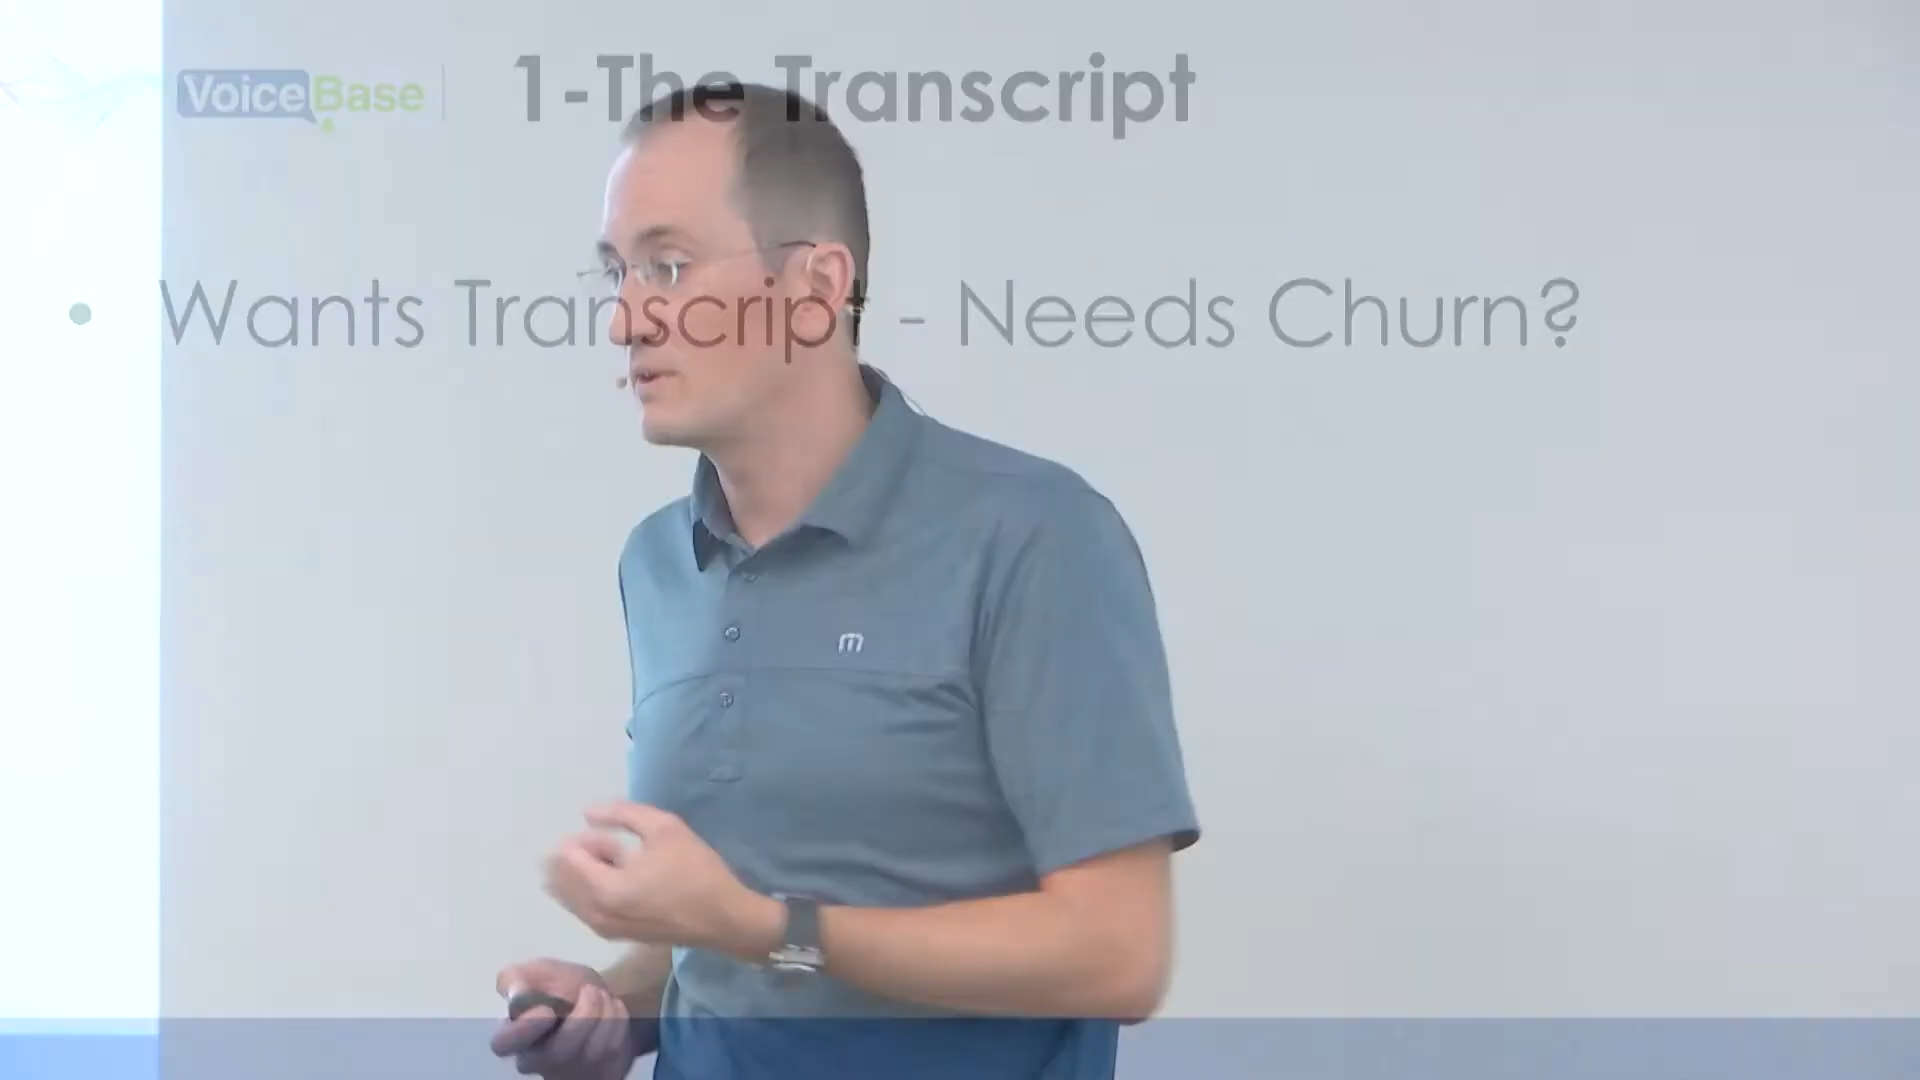 VoiceBase
1-The Transcript
• Wants Transcript - Needs Churn?
m